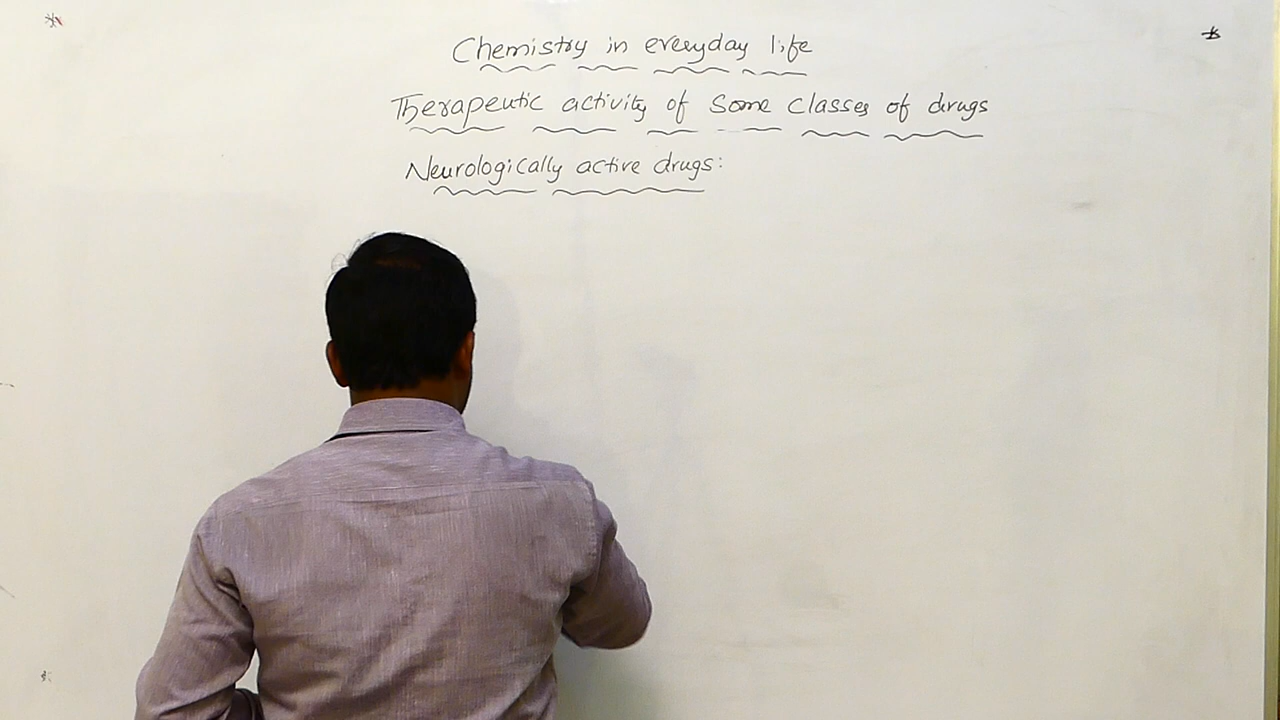 Chemistry in everyday life
Therapeutic activity of Some Classes of drugs
Neurologically active drugs: